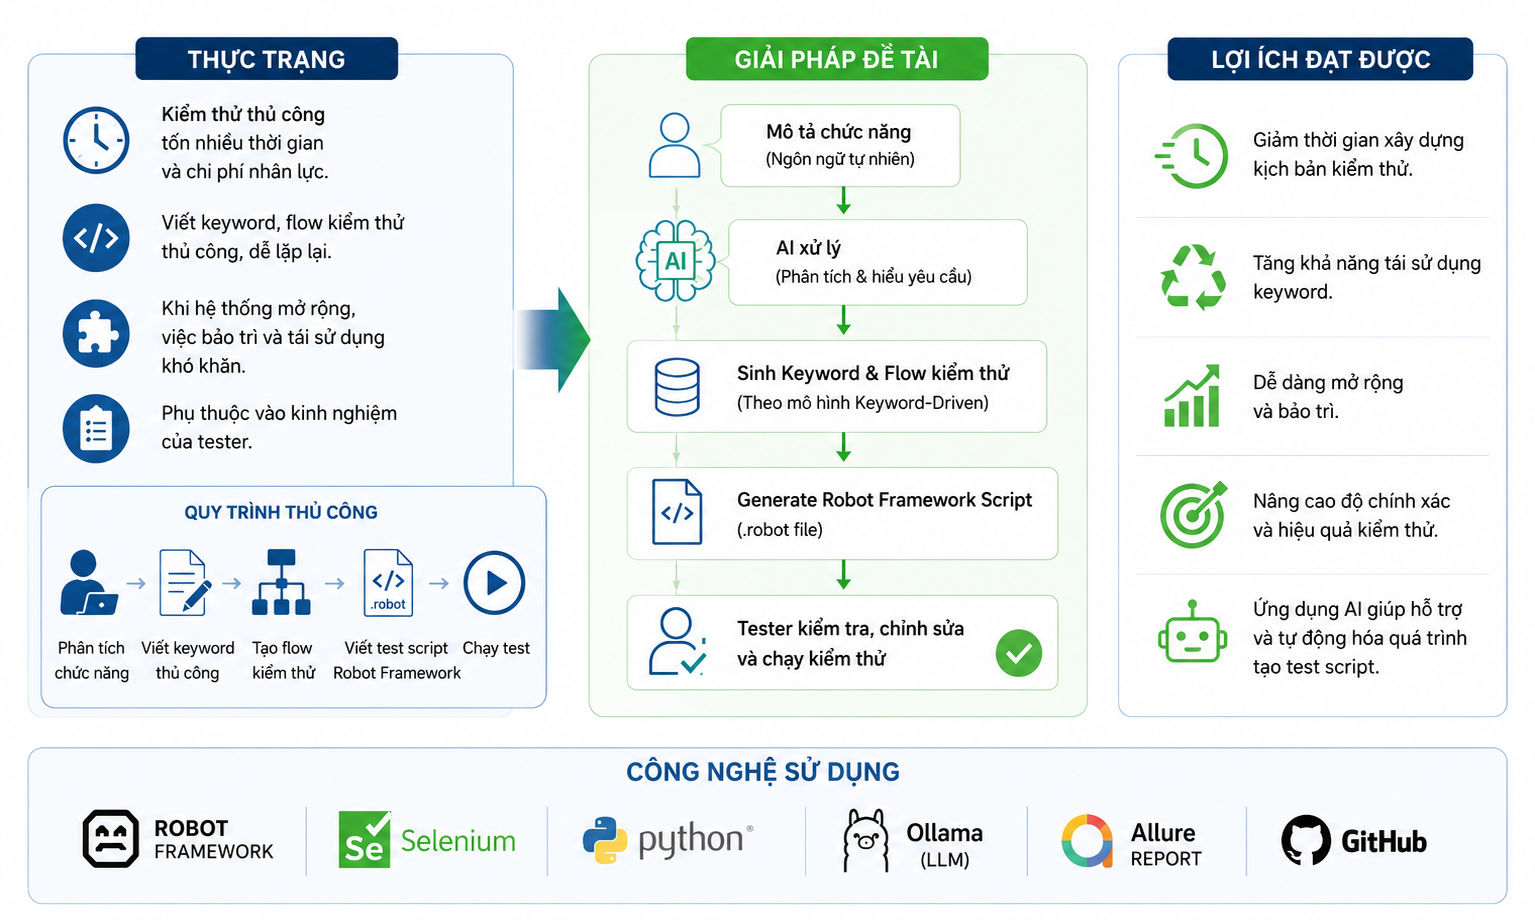 THỰC TRẠNG
Kiểm thử thủ công
tốn nhiều thời gian
và chi phí nhân lực.
</>
Viết keyword, flow kiểm thử
thủ công, dễ lặp lại.
Khi hệ thống mở rộng,
việc bảo trì và tái sử dụng
khó khăn.
Phụ thuộc vào kinh nghiệm
của tester.
QUY TRÌNH THỦ CÔNG
</>
.robot
Phân tích
chức năng
Viết keyword
thủ công
Tạo flow
kiểm thử
Viết test script
Robot Framework
Chạy test
GIẢI PHÁP ĐỀ TÀI
Mô tả chức năng
(Ngôn ngữ tự nhiên)
AI
AI xử lý
(Phân tích & hiểu yêu cầu)
Sinh Keyword & Flow kiểm thử
(Theo mô hình Keyword-Driven)
</>
Generate Robot Framework Script
(.robot file)
Tester kiểm tra, chỉnh sửa
và chạy kiểm thử
LỢI ÍCH ĐẠT ĐƯỢC
Giảm thời gian xây dựng
kịch bản kiểm thử.
Tăng khả năng tái sử dụng
keyword.
Dễ dàng mở rộng
và bảo trì.
Nâng cao độ chính xác
và hiệu quả kiểm thử.
Ứng dụng AI giúp hỗ trợ
và tự động hóa quá trình
tạo test script.
CÔNG NGHỆ SỬ DỤNG
ROBOT
FRAMEWORK
Se
Selenium
python®
Ollama
(LLM)
Allure
REPORT
GitHub